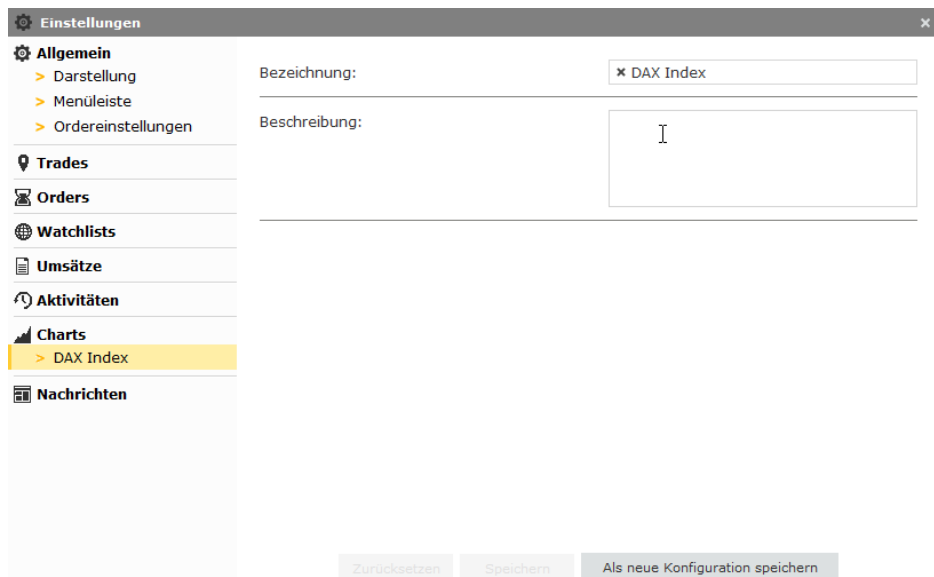 Einstellungen
Allgemein
> Darstellung
> Menüleiste
> Ordereinstellungen
Trades
Orders
Watchlists
Umsätze
Aktivitäten
Charts
> DAX Index
Nachrichten
Bezeichnung:
× DAX Index
Beschreibung:
Zurücksetzen Speichern Als neue Konfiguration speichern